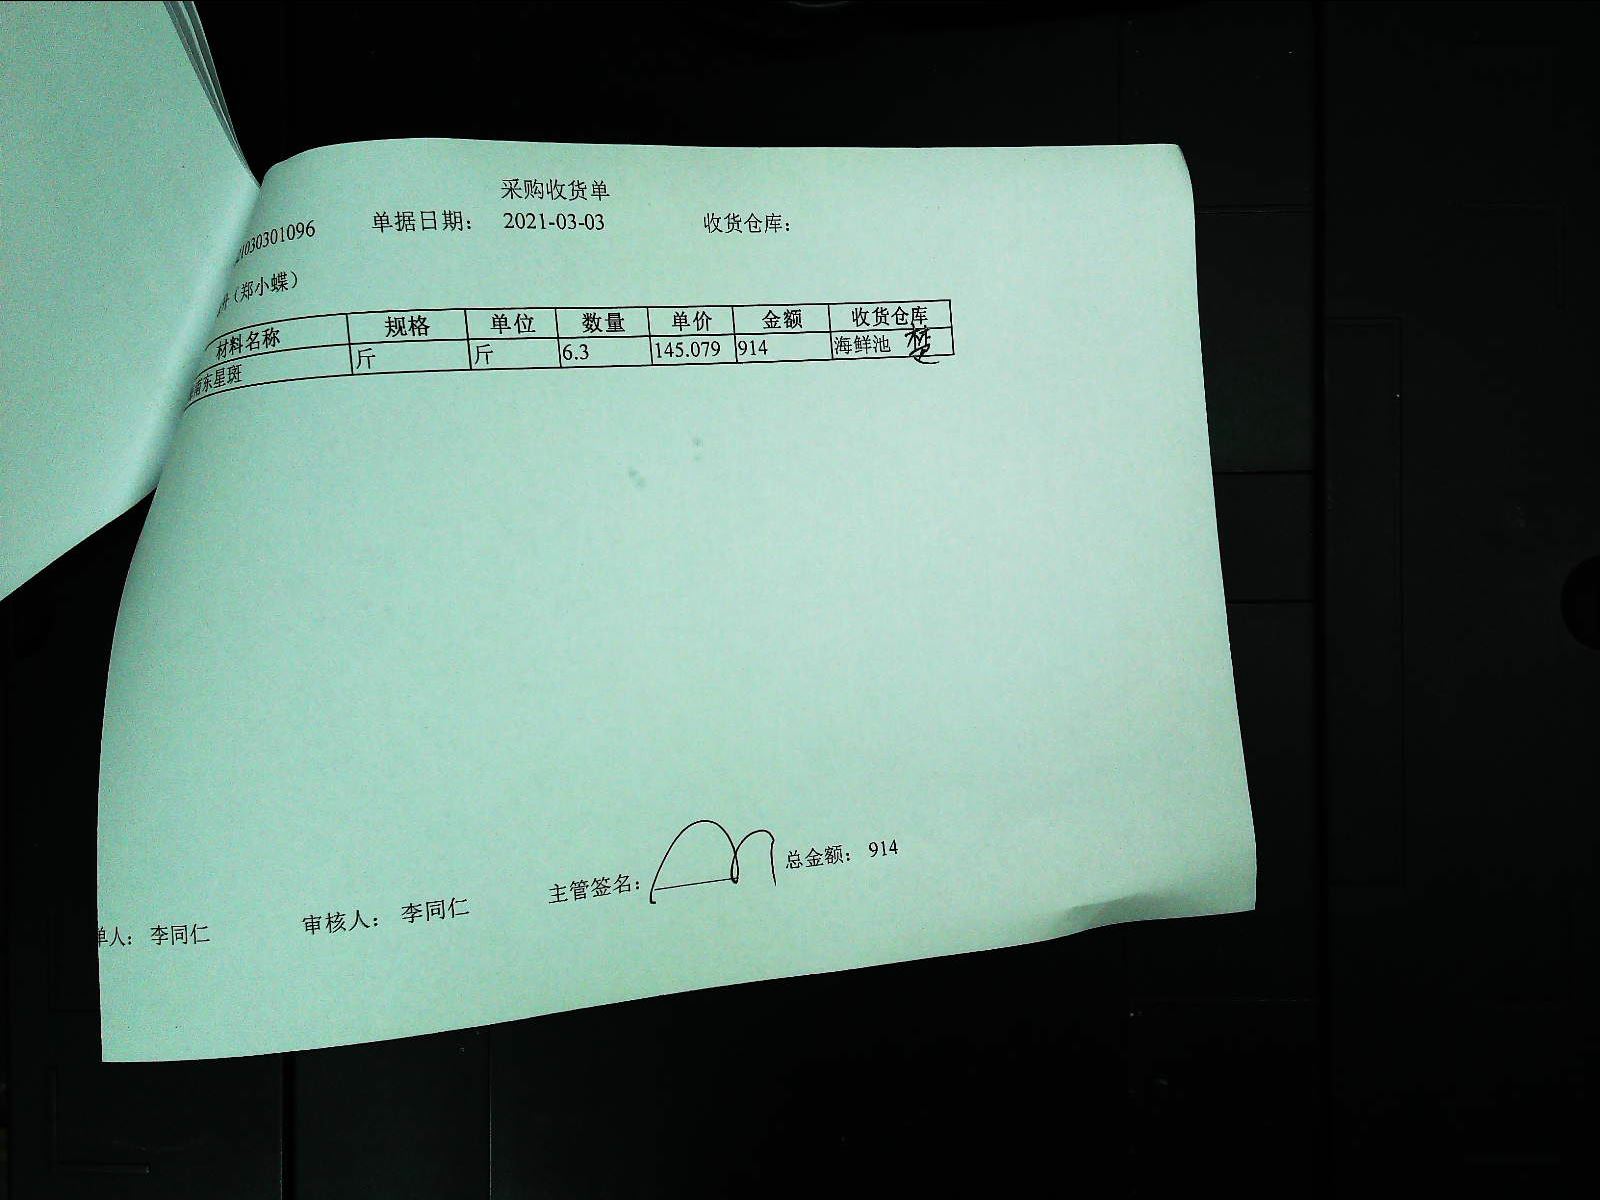 采购收货单
21030301096 单据日期： 2021-03-03 收货仓库：
（郑小蝶）
材料名称 规格 单位 数量 单价 金额 收货仓库
东星斑 斤 斤 6.3 145.079 914 海鲜池 楚
单人： 李同仁 审核人： 李同仁 主管签名： 总金额： 914